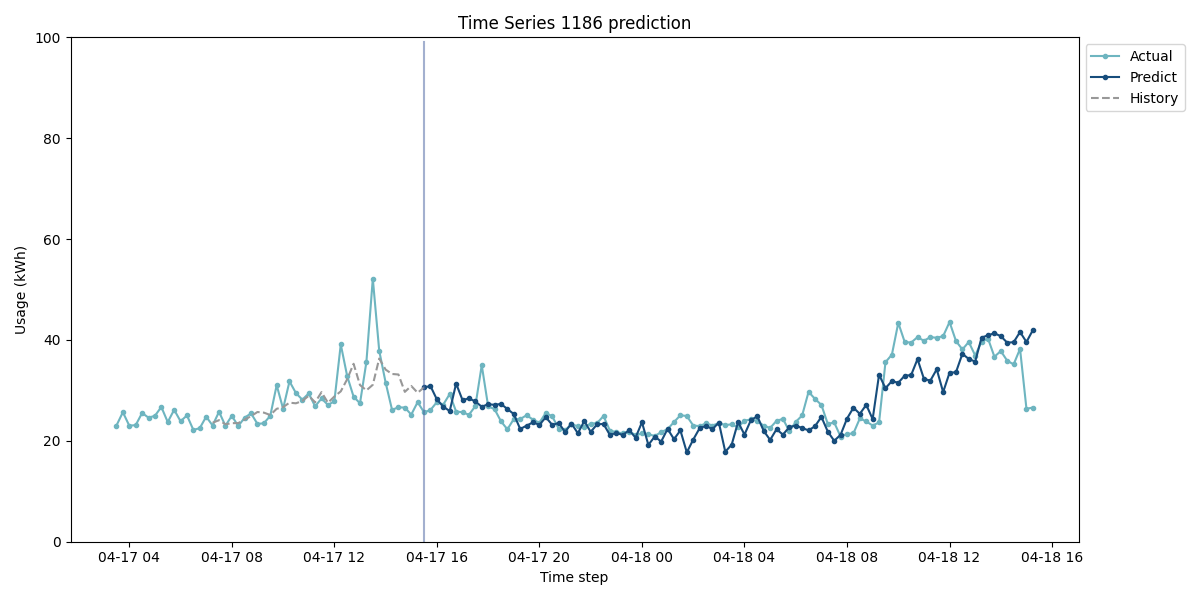 Time Series 1186 prediction
Usage (kWh)
100
80
60
40
20
0
04-17 04
04-17 08
04-17 12
04-17 16
04-17 20
04-18 00
04-18 04
04-18 08
04-18 12
04-18 16
Time step
Actual
Predict
History